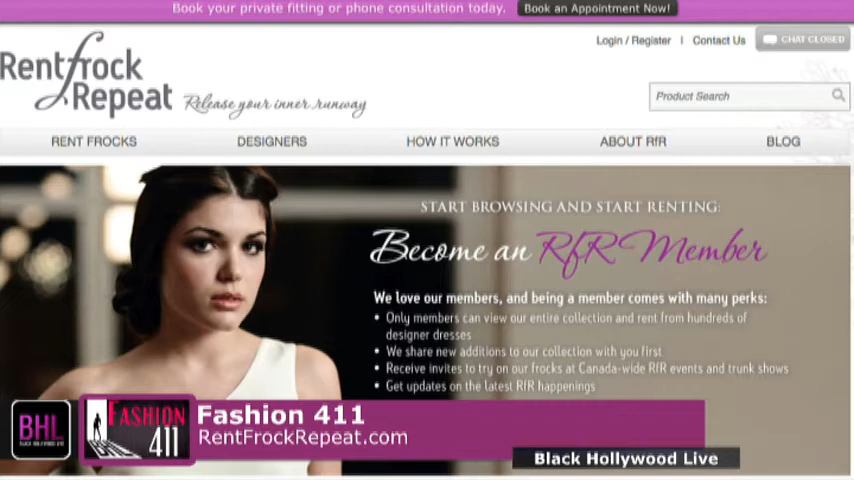 Book your private fitting or phone consultation today. Book an Appointment Now!
Login / Register | Contact Us CHAT CLOSED
Rentfrock
Repeat Release your inner runway
Product Search
RENT FROCKS DESIGNERS HOW IT WORKS ABOUT RfR BLOG
START BROWSING AND START RENTING:
Become an RfR Member
We love our members, and being a member comes with many perks:
• Only members can view our entire collection and rent from hundreds of
designer dresses
• We share new additions to our collection with you first
• Receive invites to try on our frocks at Canada-wide RfR events and trunk shows
• Get updates on the latest RfR happenings
BHL
BLACK HOLLYWOOD LIVE
FASHION
411
Fashion 411
RentFrockRepeat.com
Black Hollywood Live